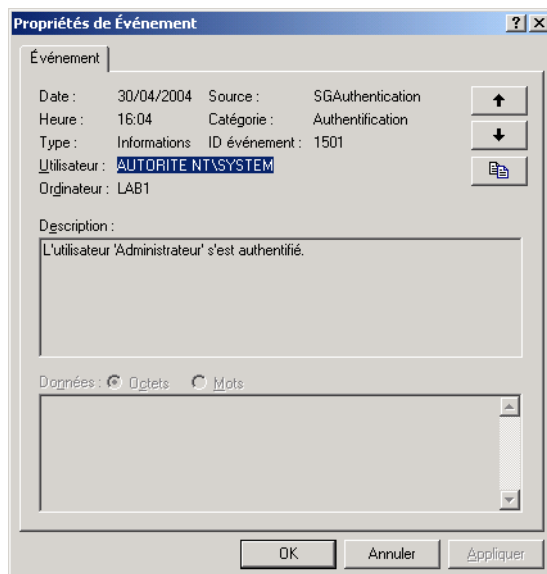 Propriétés de Événement
Événement
Date : 30/04/2004 Source : SGAuthentication
Heure : 16:04 Catégorie : Authentification
Type : Informations ID événement : 1501
Utilisateur : AUTORITE NT\SYSTEM
Ordinateur : LAB1
Description :
L'utilisateur 'Administrateur' s'est authentifié.
Données : Octets Mots
OK Annuler Appliquer